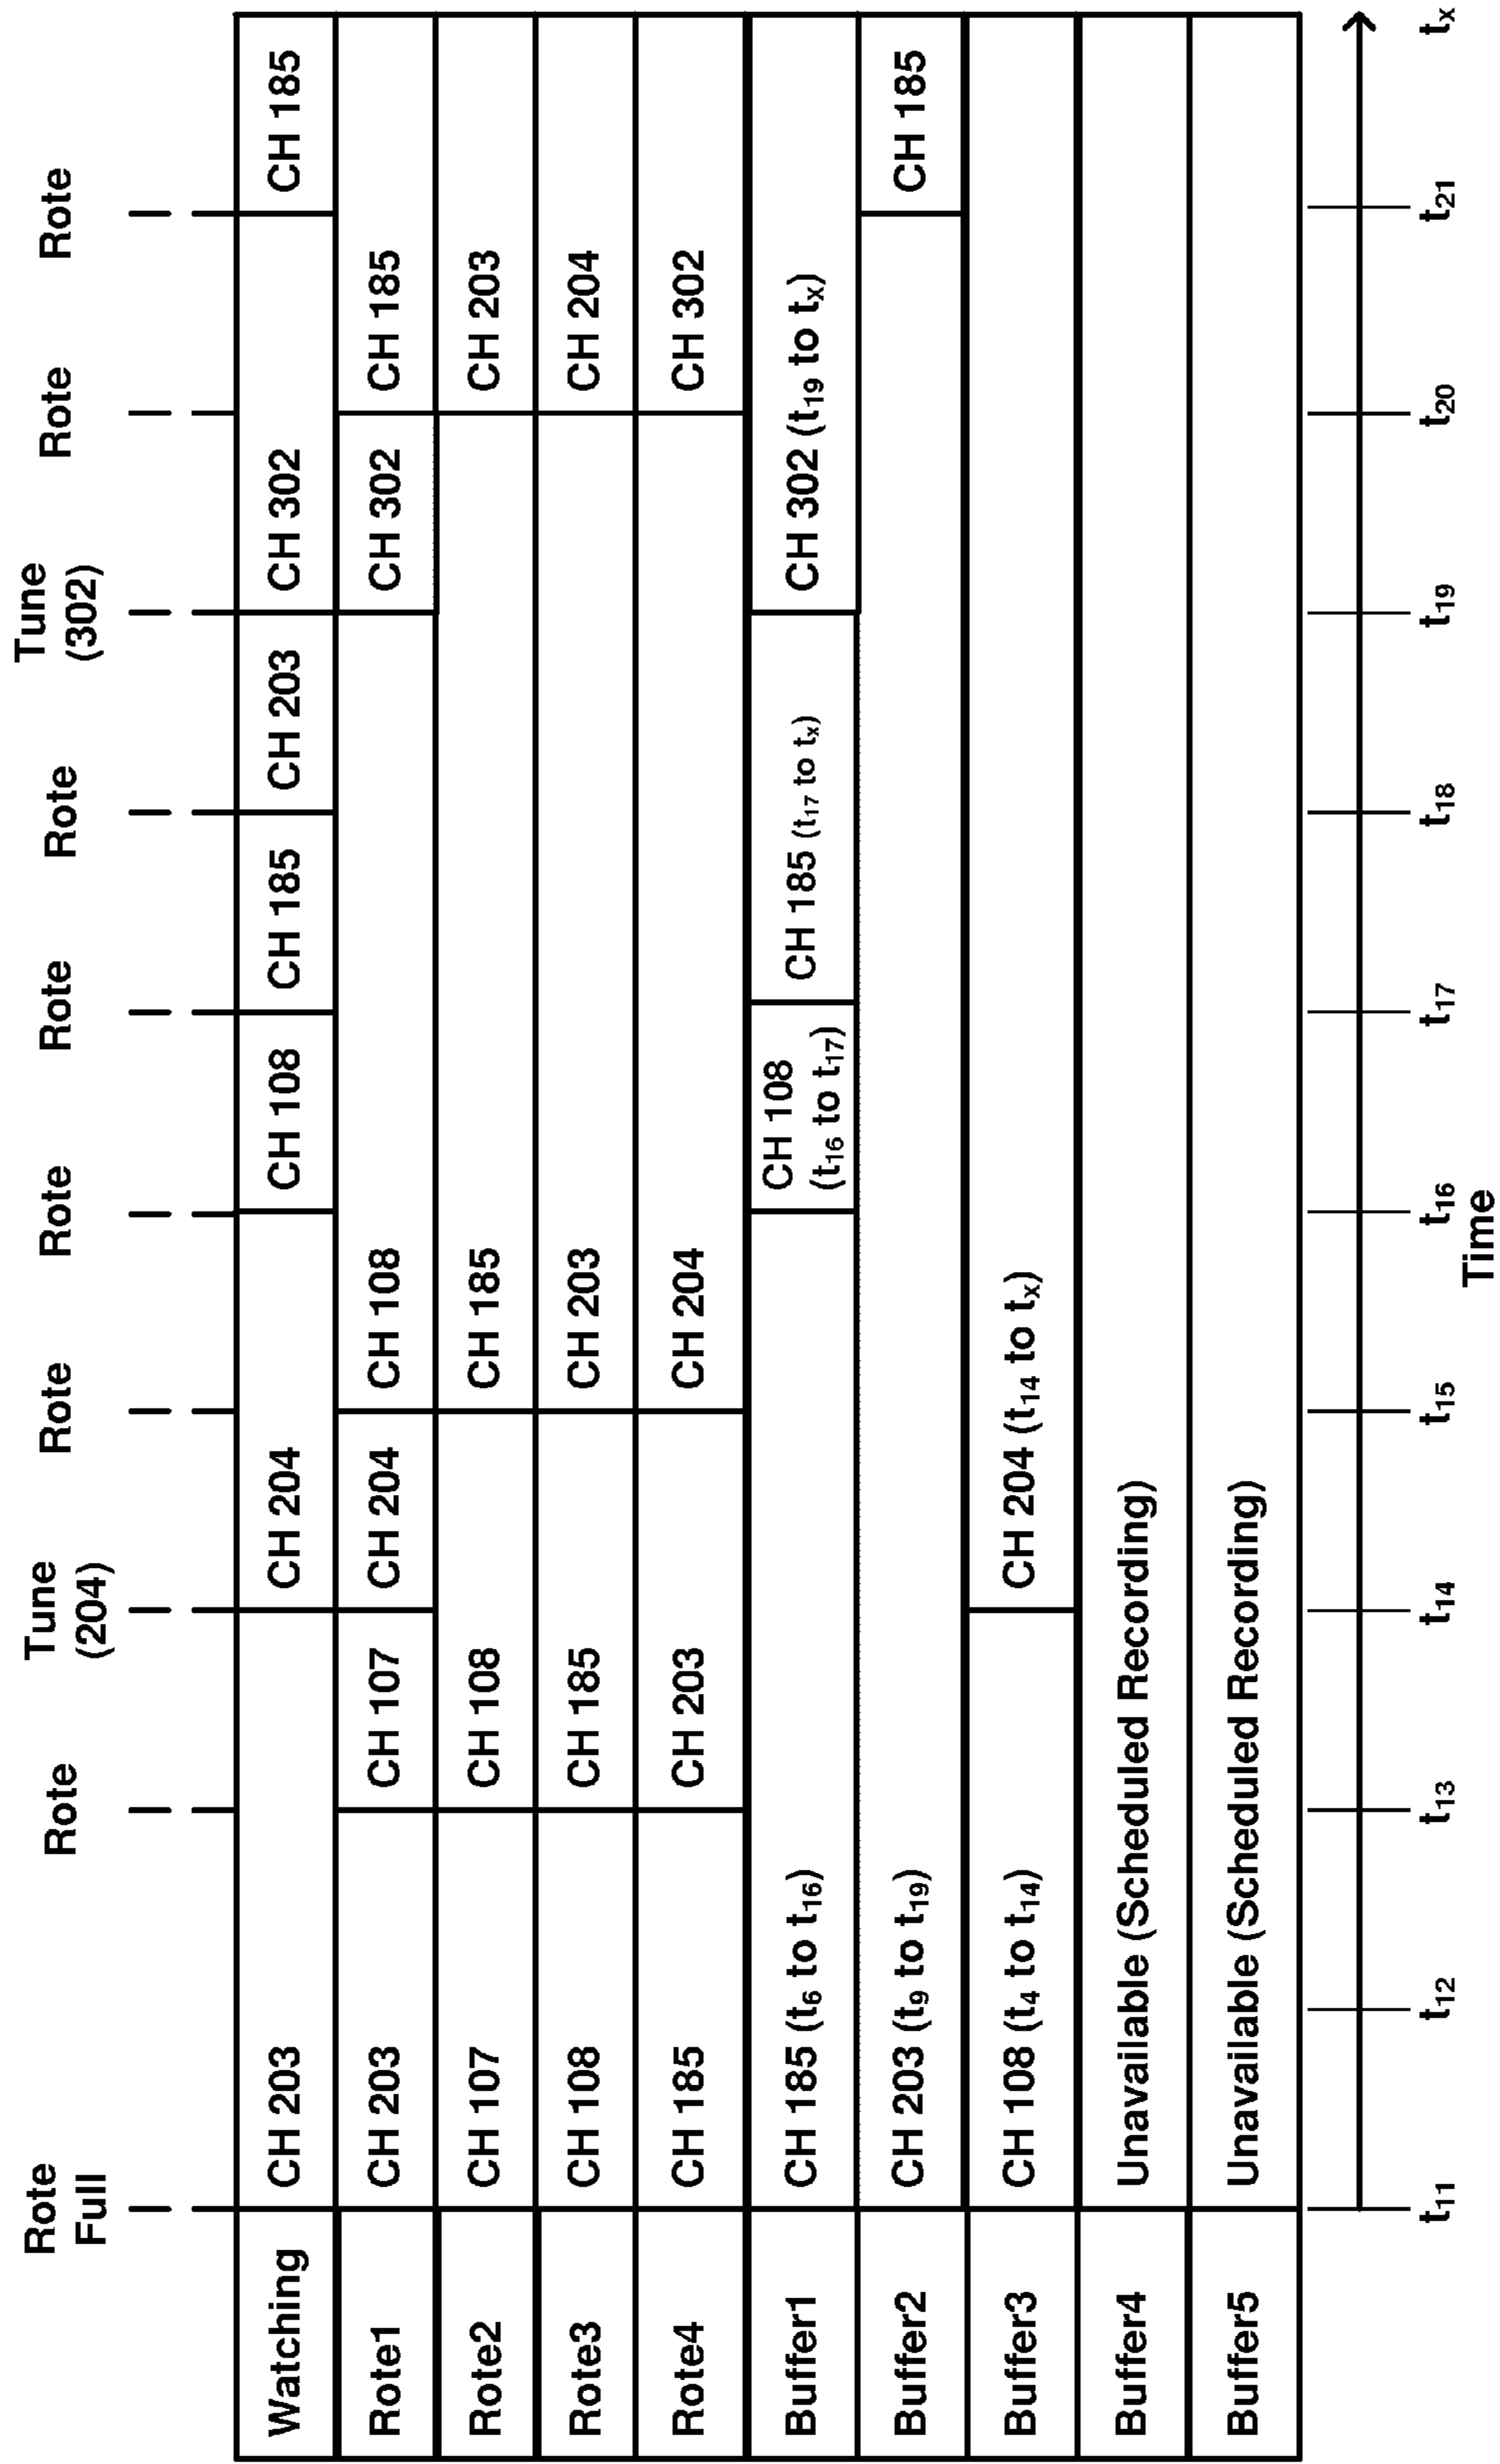 Rote Full
Rote
Tune (204)
Rote
Rote
Rote
Rote
Tune (302)
Rote
Rote
Watching
CH 203
CH 204
CH 108
CH 185
CH 203
CH 302
CH 185
Rote1
CH 203
CH 107
CH 204
CH 108
CH 302
CH 185
Rote2
CH 107
CH 108
CH 185
CH 203
Rote3
CH 108
CH 185
CH 203
CH 204
Rote4
CH 185
CH 203
CH 204
CH 302
Buffer1
CH 185 (t6 to t16)
CH 108
(t16 to t17)
CH 185 (t17 to tx)
CH 302 (t19 to tx)
Buffer2
CH 203 (t9 to t19)
CH 185
Buffer3
CH 108 (t4 to t14)
CH 204 (t14 to tx)
Buffer4
Unavailable (Scheduled Recording)
Buffer5
Unavailable (Scheduled Recording)
t11
t12
t13
t14
t15
t16
t17
t18
t19
t20
t21
tx
Time